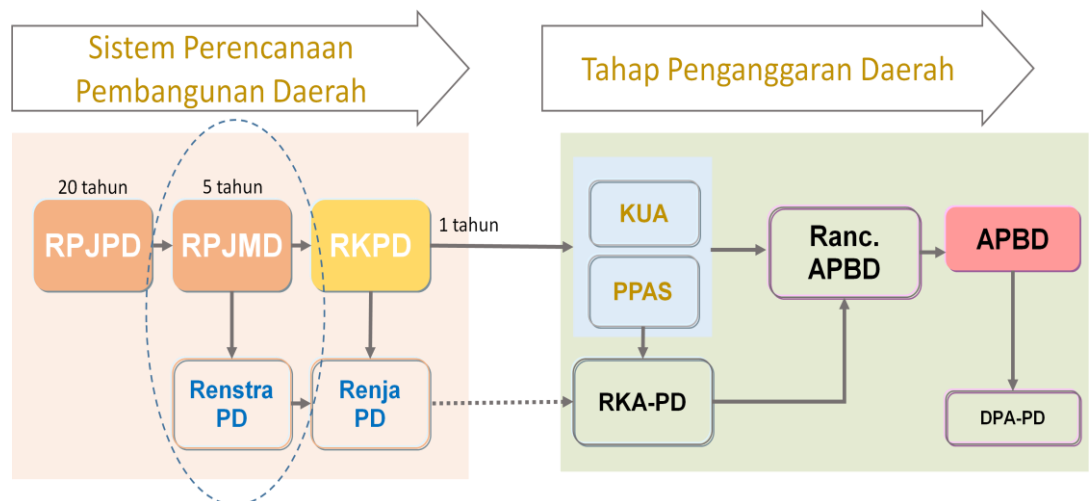 Sistem Perencanaan
Pembangunan Daerah
Tahap Penganggaran Daerah
20 tahun
5 tahun
RPJPD
RPJMD
RKPD
1 tahun
KUA
PPAS
Ranc.
APBD
APBD
Renstra
PD
Renja
PD
RKA-PD
DPA-PD